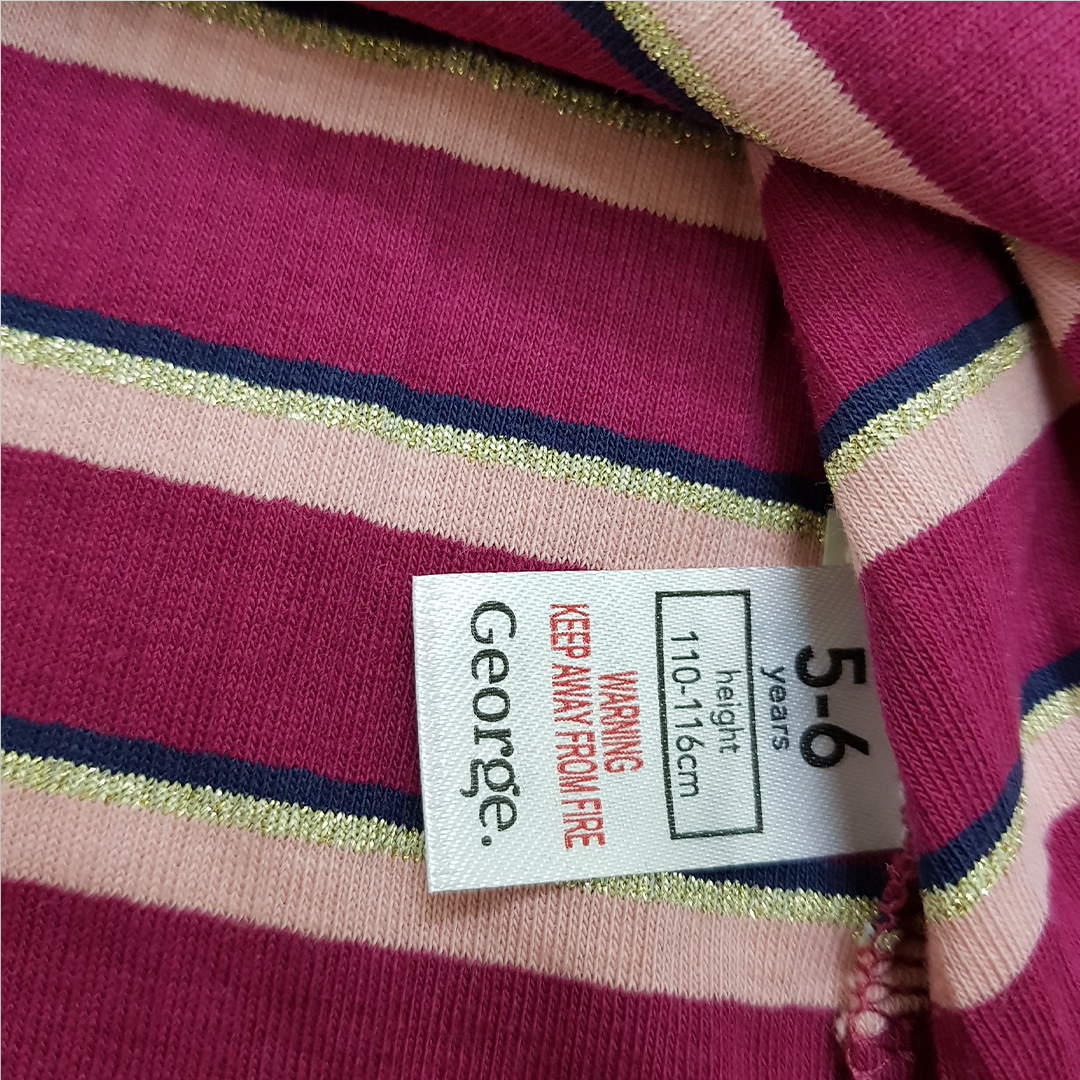 5-6
years
height
110-116cm
WARNING
KEEP AWAY FROM FIRE
George.